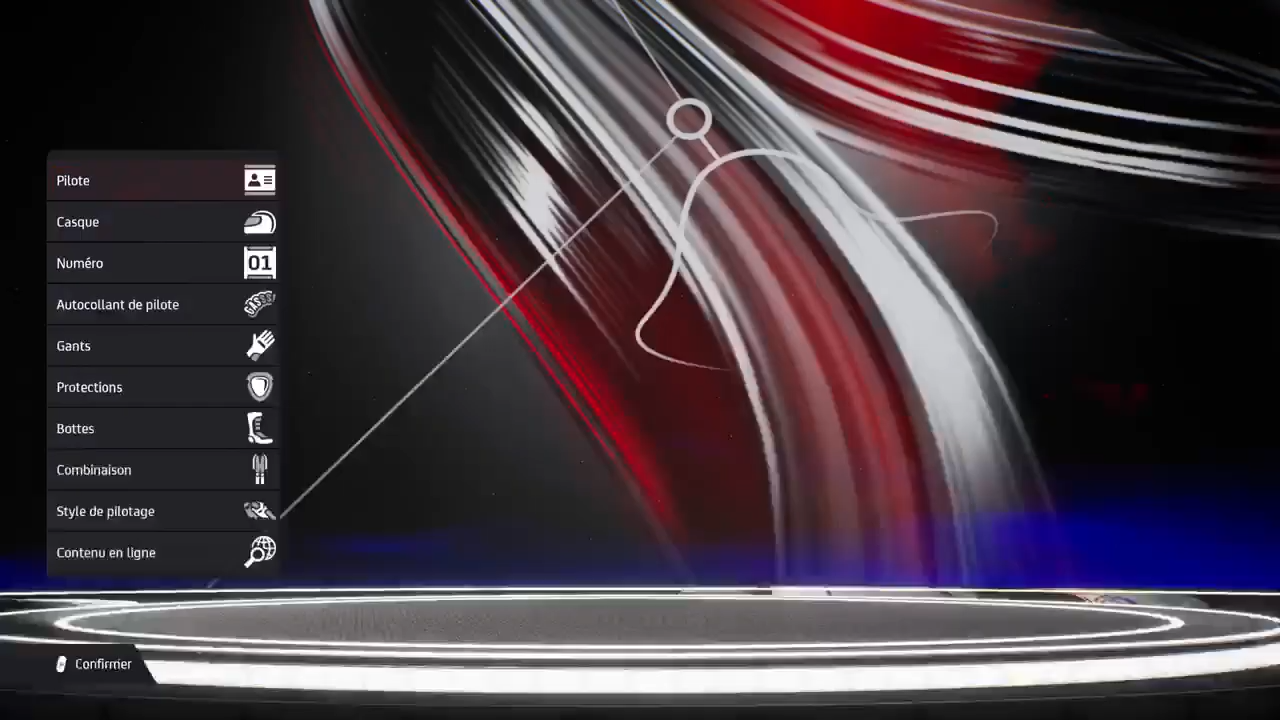 Pilote
Casque
Numéro
01
Autocollant de pilote
Gants
Protections
Bottes
Combinaison
Style de pilotage
Contenu en ligne
Confirmer